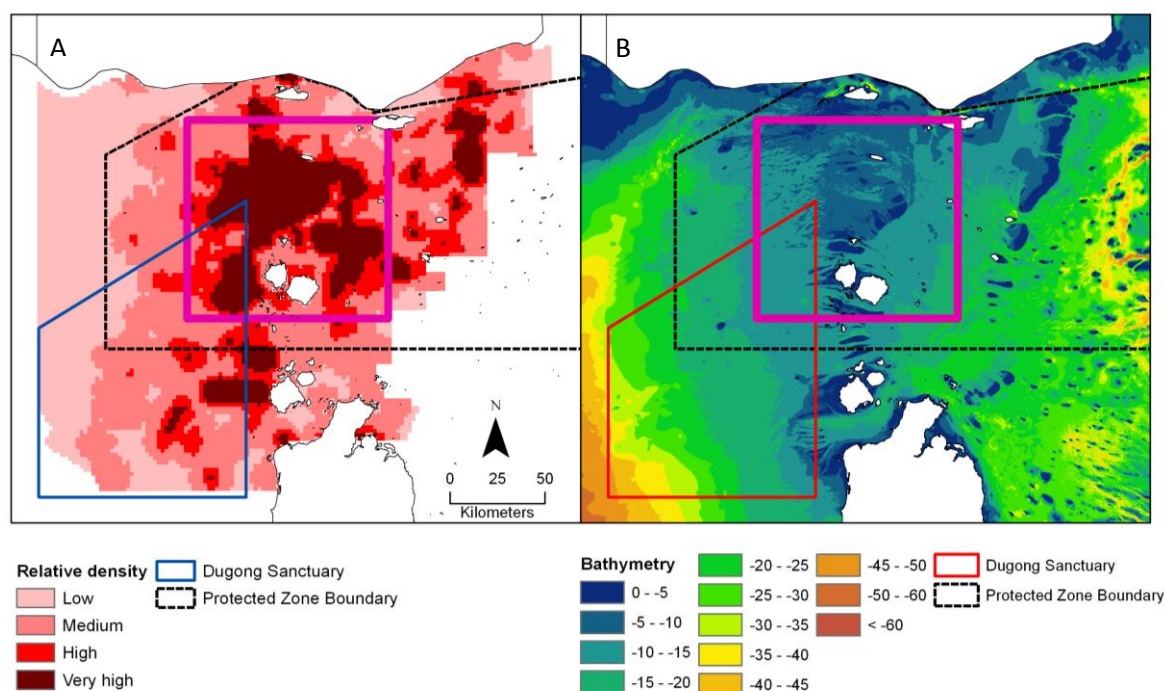 A
B
N
0 25 50
Kilometers
Relative density
Low
Medium
High
Very high
Dugong Sanctuary
Protected Zone Boundary
Bathymetry
0 - -5
-5 - -10
-10 - -15
-15 - -20
-20 - -25
-25 - -30
-30 - -35
-35 - -40
-40 - -45
-45 - -50
-50 - -60
< -60
Dugong Sanctuary
Protected Zone Boundary